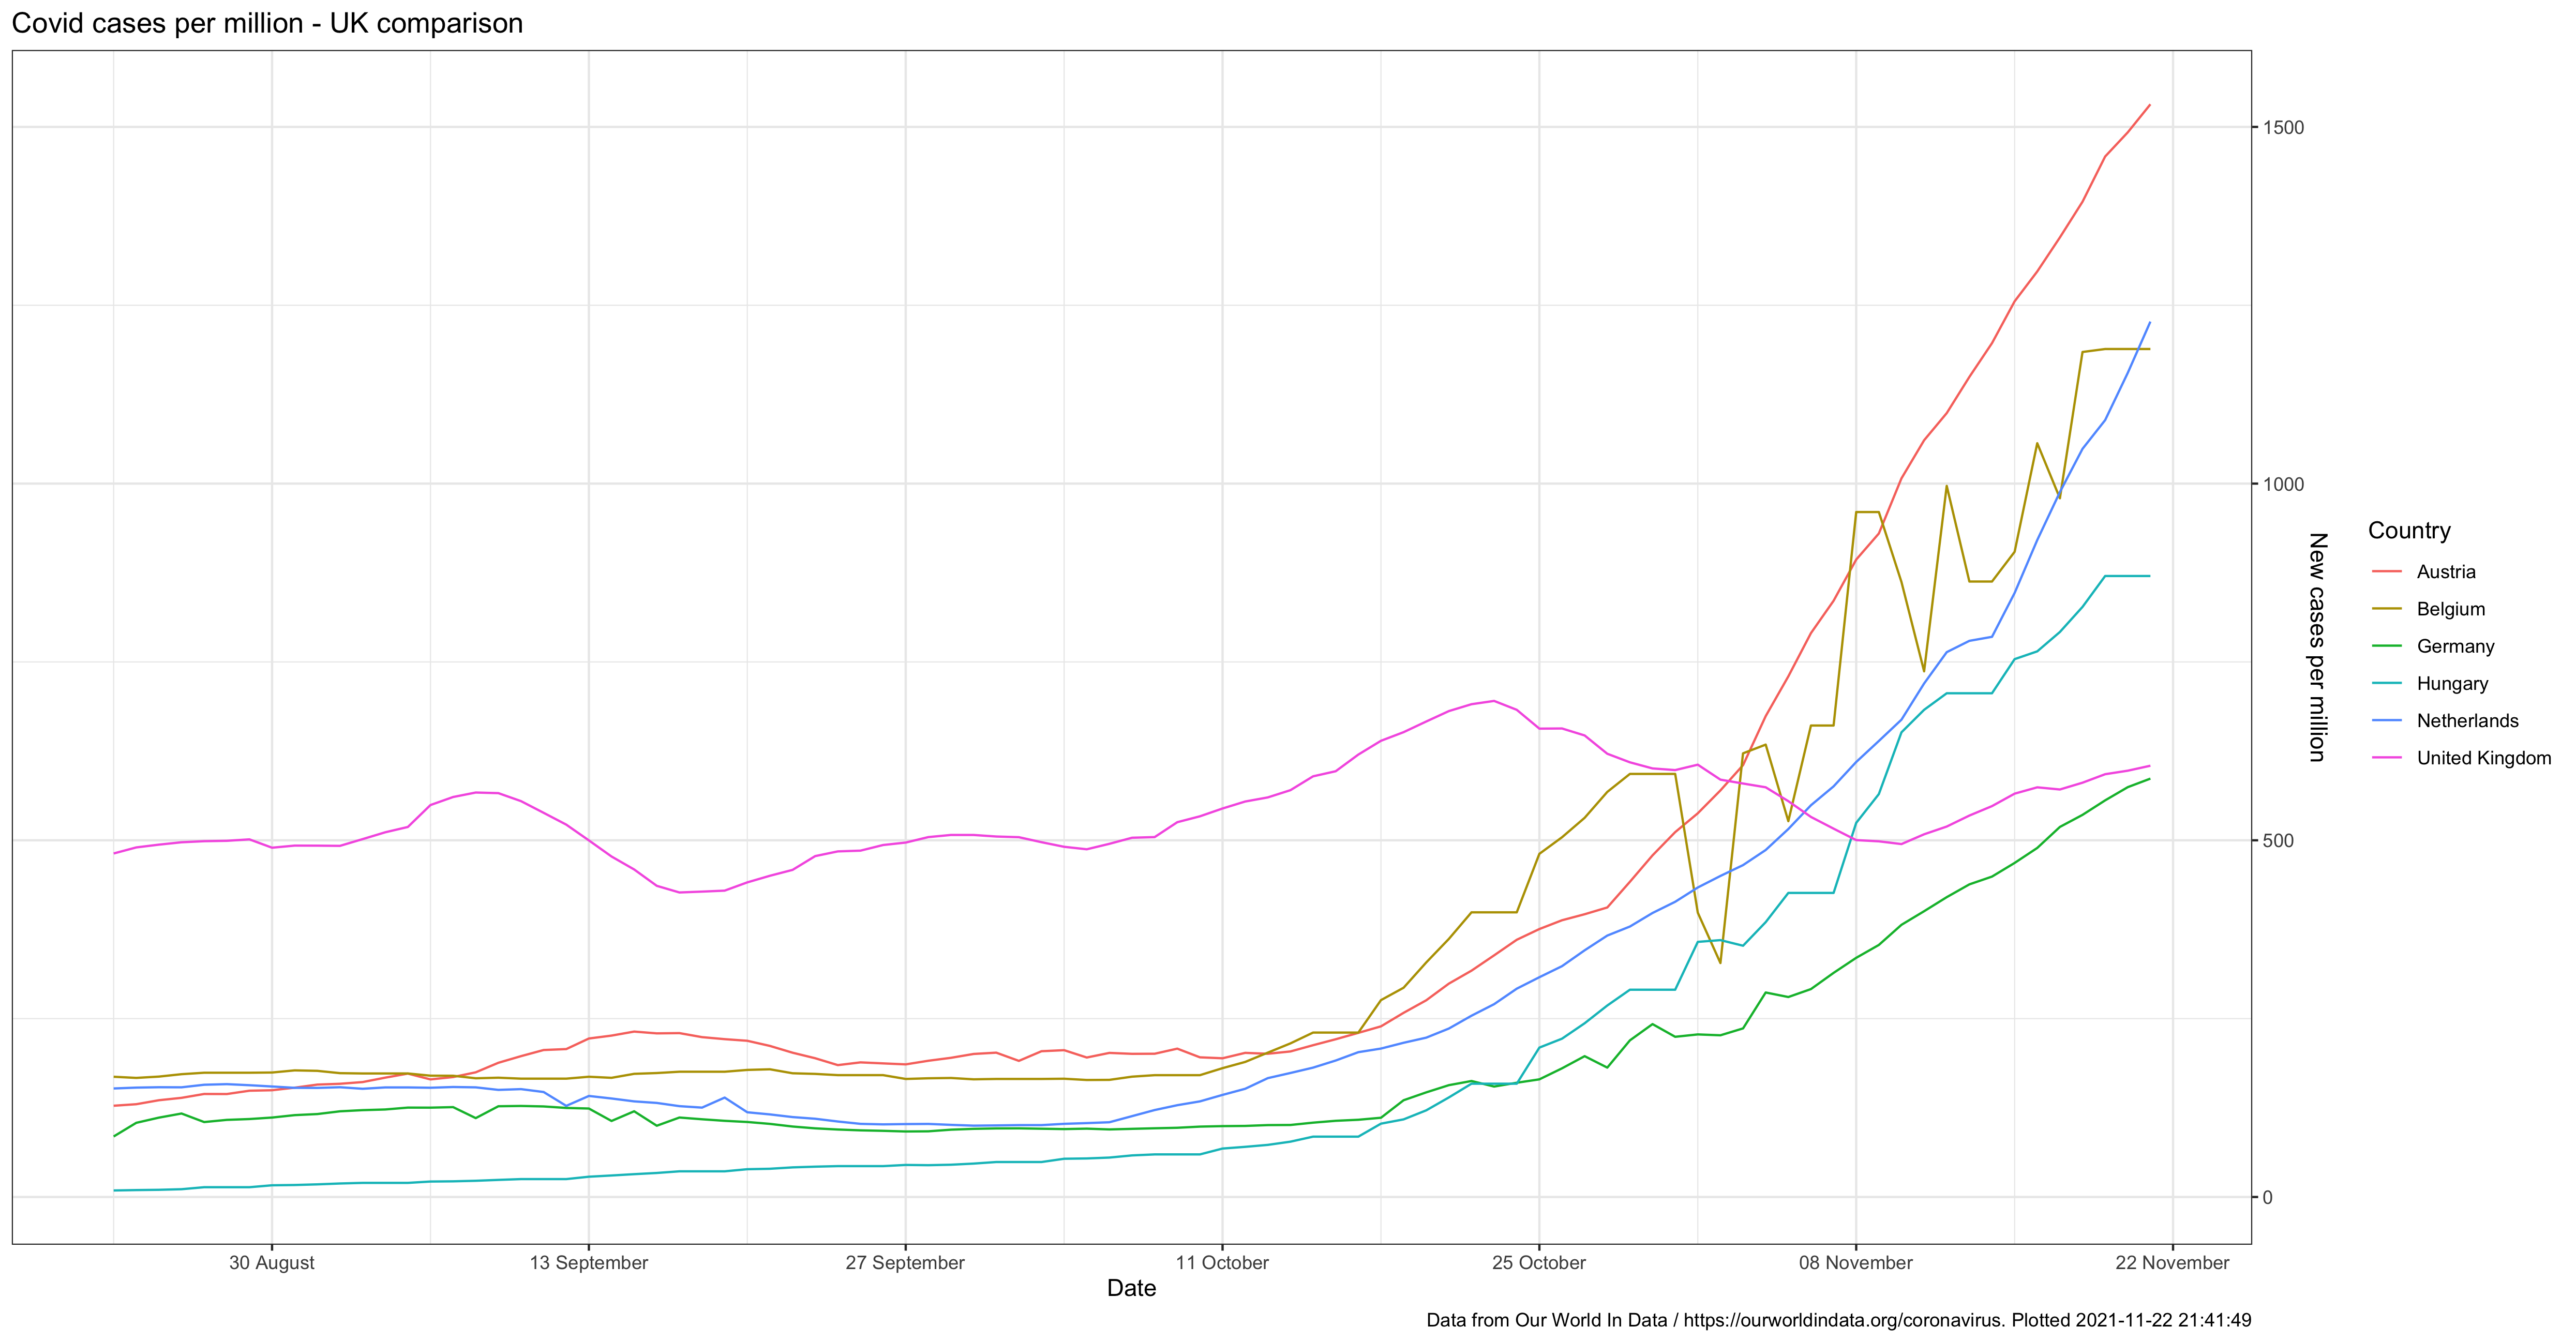 Covid cases per million - UK comparison
1500
1000
500
0
New cases per million
Country
Austria
Belgium
Germany
Hungary
Netherlands
United Kingdom
30 August 13 September 27 September 11 October 25 October 08 November 22 November
Date
Data from Our World In Data / https://ourworldindata.org/coronavirus. Plotted 2021-11-22 21:41:49